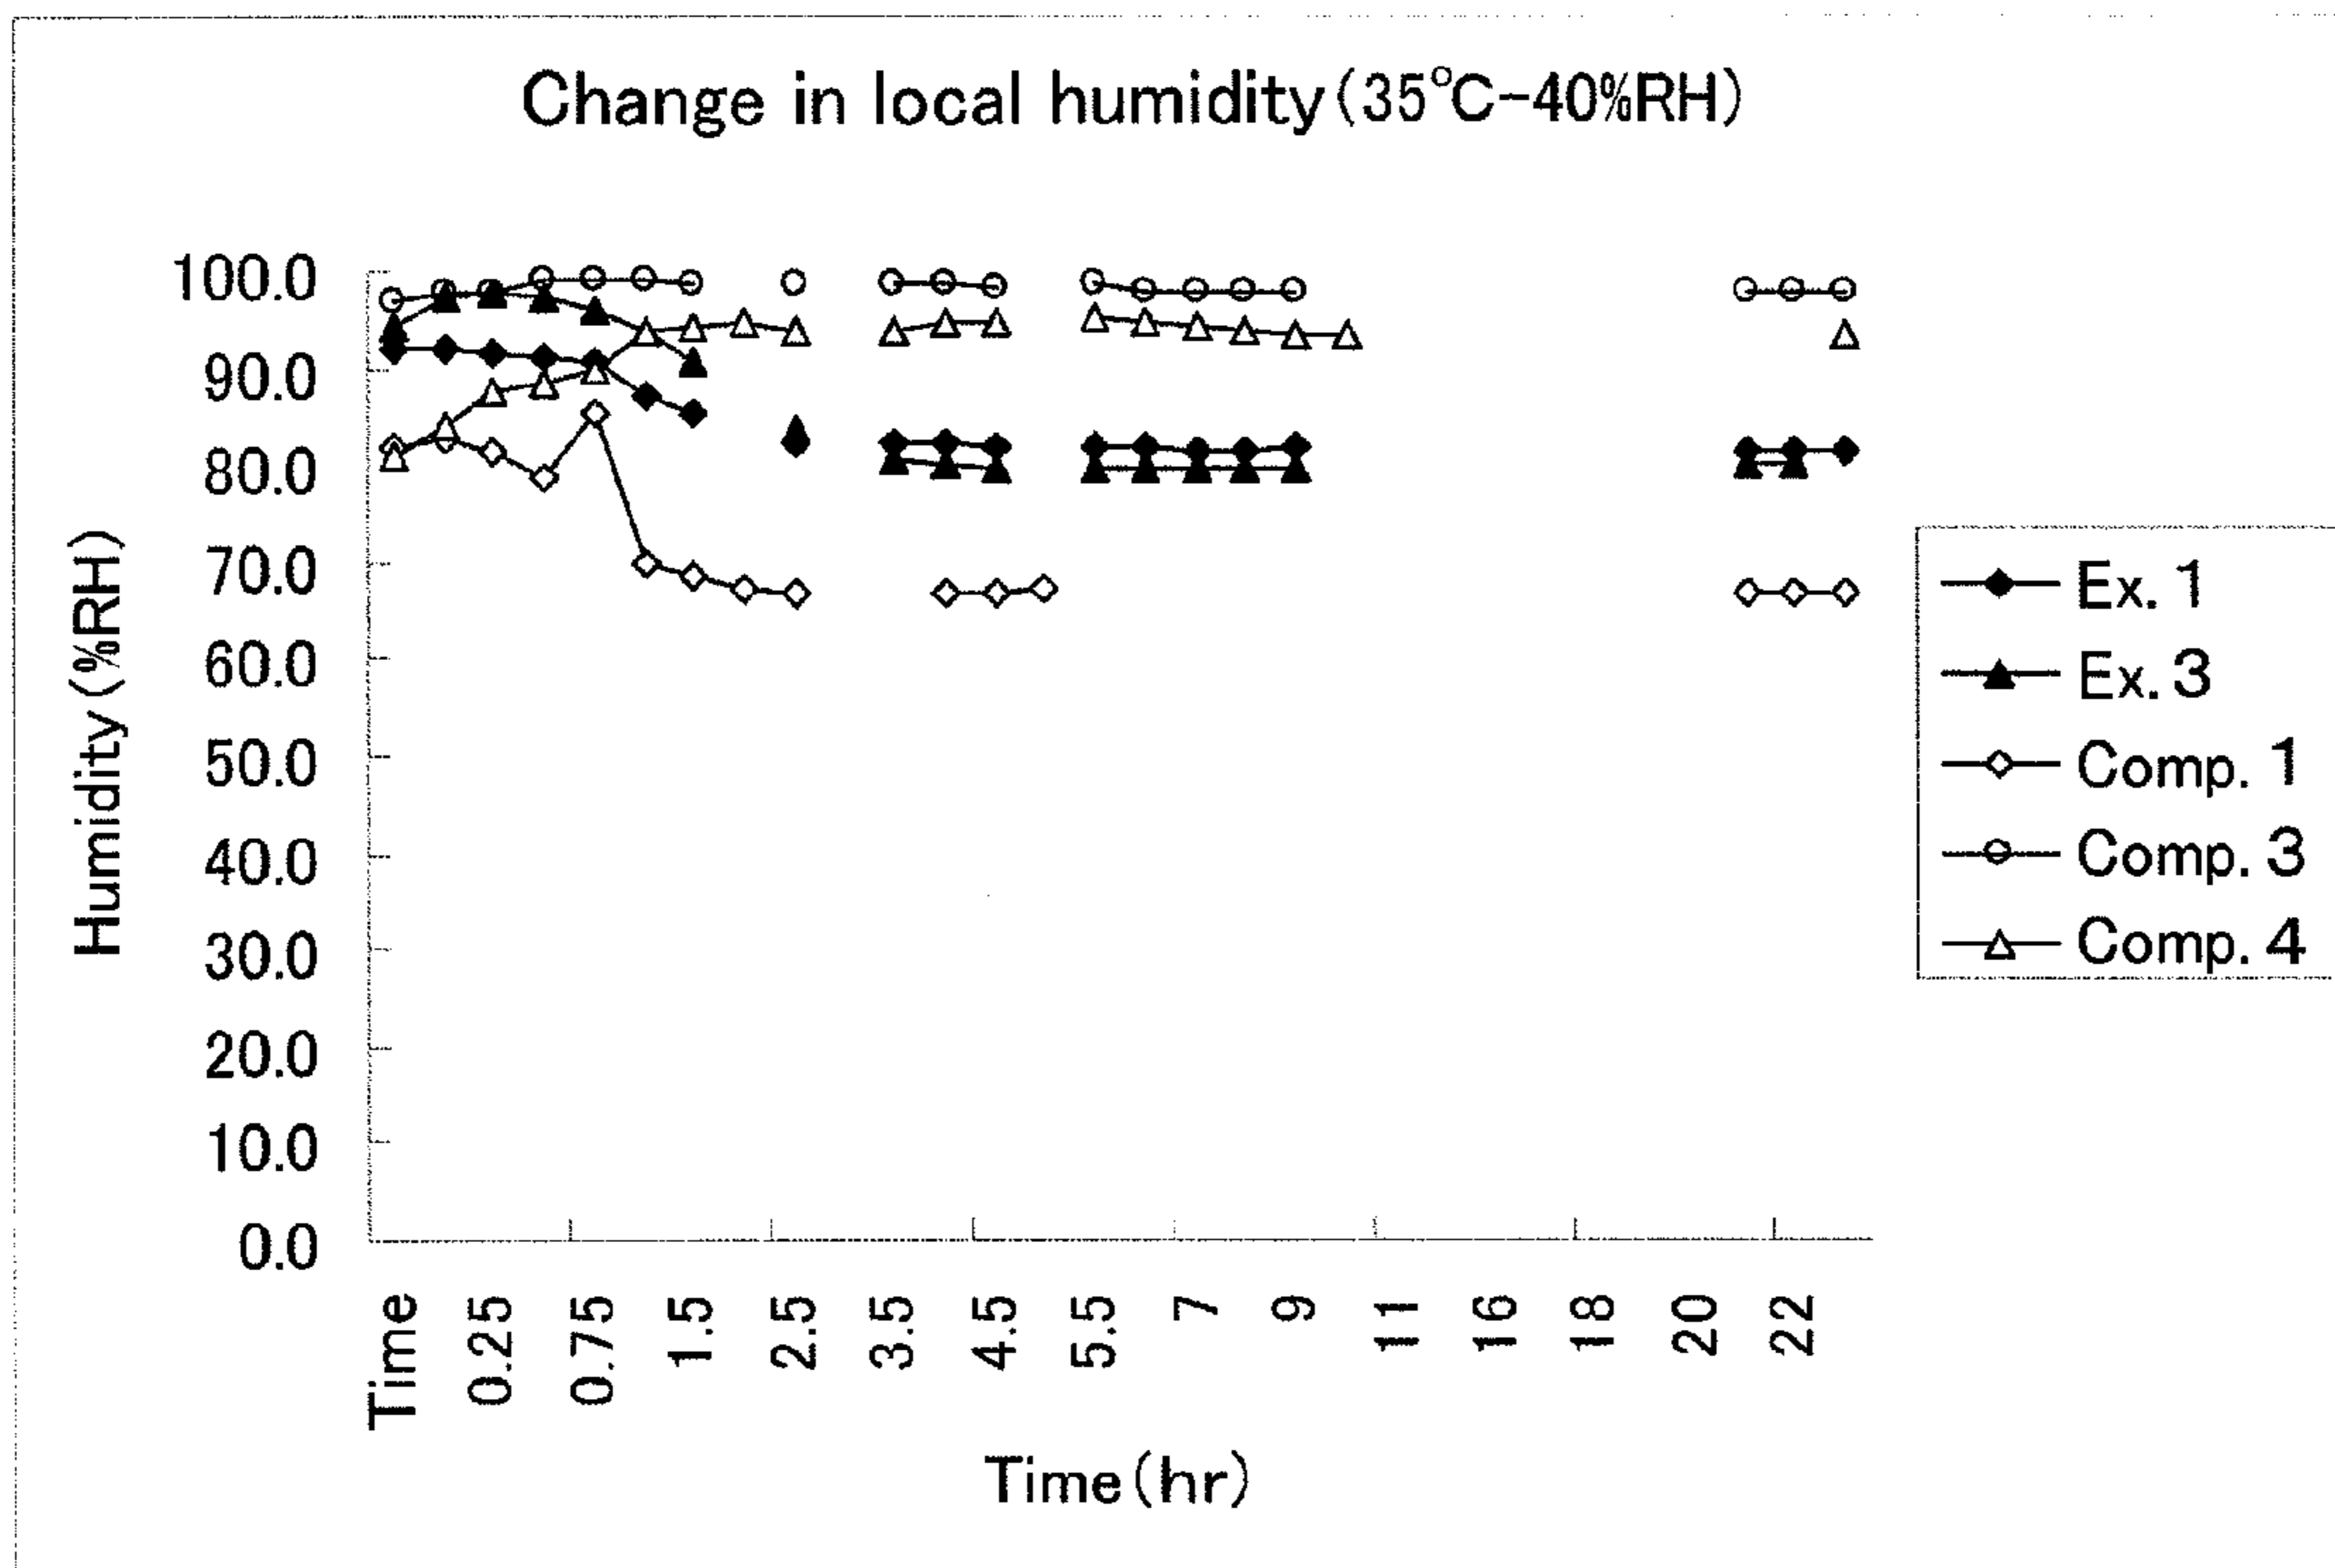 Change in local humidity(35℃-40%RH)
100.0
90.0
80.0
70.0
60.0
50.0
40.0
30.0
20.0
10.0
0.0
Humidity(%RH)
Time
0.25
0.75
1.5
2.5
3.5
4.5
5.5
7
9
11
16
18
20
22
Time(hr)
Ex. 1
Ex. 3
Comp. 1
Comp. 3
Comp. 4